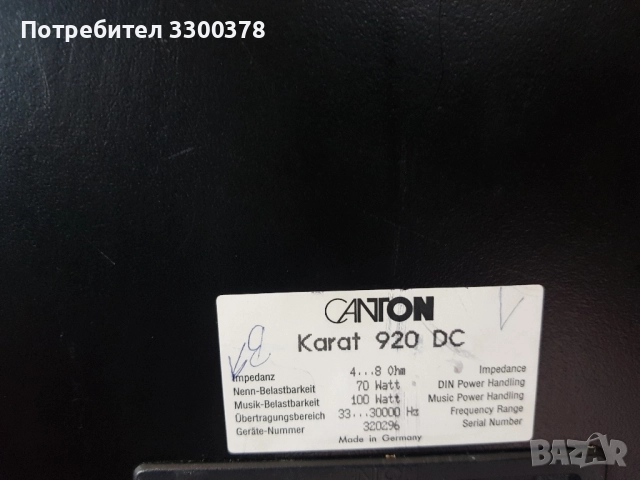 Потребител 3300378
CANTON
Karat 920 DC
Impedanz 4...8 Ohm Impedance
Nenn-Belastbarkeit 70 Watt DIN Power Handling
Musik-Belastbarkeit 100 Watt Music Power Handling
Übertragungsbereich 33...30000 Hz Frequency Range
Geräte-Nummer 320296 Serial Number
Made in Germany
BAZAR